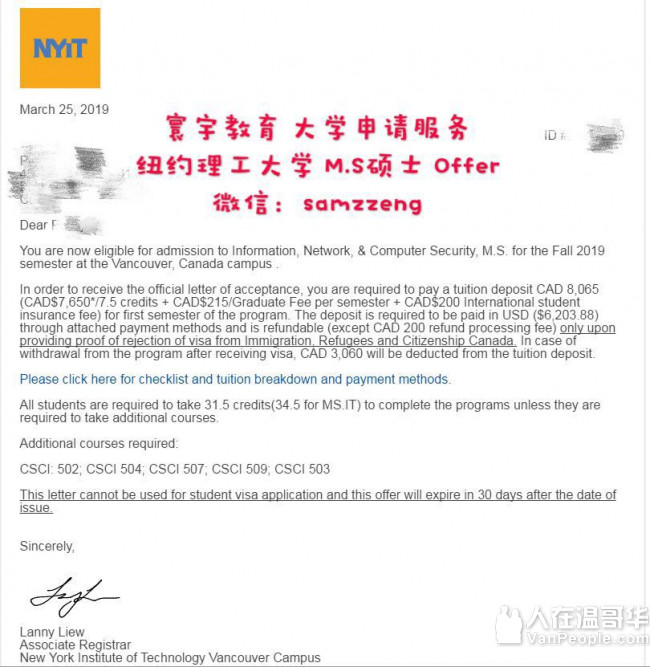 NYiT
March 25, 2019
寰宇教育 大学申请服务
ID
纽约理工大学 M.S硕士 Offer
微信：samzzeng
Dear
You are now eligible for admission to Information, Network, & Computer Security, M.S. for the Fall 2019
semester at the Vancouver, Canada campus .
In order to receive the official letter of acceptance, you are required to pay a tuition deposit CAD 8,065
(CAD$7,650*/7.5 credits + CAD$215/Graduate Fee per semester + CAD$200 International student
insurance fee) for first semester of the program. The deposit is required to be paid in USD ($6,203.88)
through attached payment methods and is refundable (except CAD 200 refund processing fee) only upon
providing proof of rejection of visa from Immigration, Refugees and Citizenship Canada. In case of
withdrawal from the program after receiving visa, CAD 3,060 will be deducted from the tuition deposit.
Please click here for checklist and tuition breakdown and payment methods.
All students are required to take 31.5 credits(34.5 for MS.IT) to complete the programs unless they are
required to take additional courses.
Additional courses required:
CSCI: 502; CSCI 504; CSCI 507; CSCI 509; CSCI 503
This letter cannot be used for student visa application and this offer will expire in 30 days after the date of
issue.
Sincerely,
Lanny Liew
Associate Registrar
New York Institute of Technology Vancouver Campus
人在温哥华
VanPeople.com